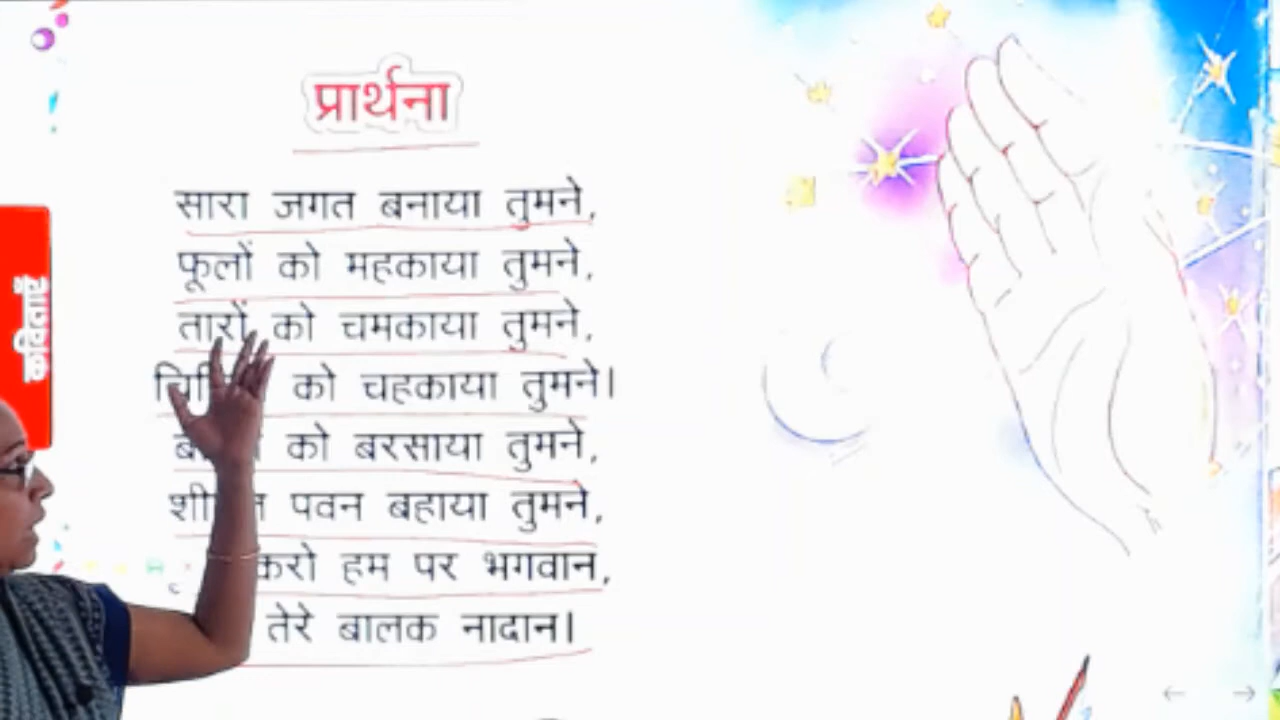 प्रार्थना
सारा जगत बनाया तुमने,
फूलों को महकाया तुमने,
तारों को चमकाया तुमने,
को चहकाया तुमने।
को बरसाया तुमने,
पवन बहाया तुमने,
करो हम पर भगवान,
तेरे बालक नादान।
कविताएँ